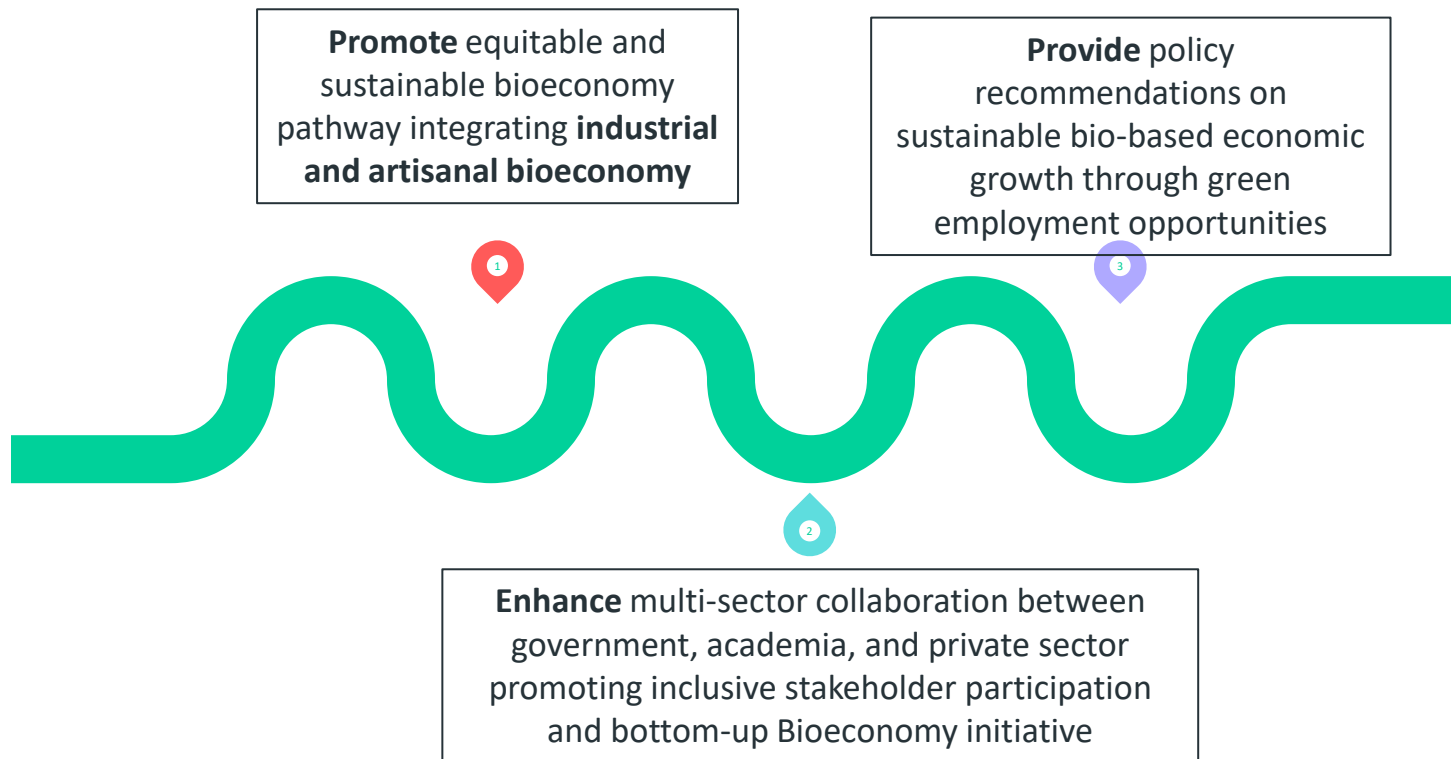 Promote equitable and
sustainable bioeconomy
pathway integrating industrial
and artisanal bioeconomy
1
Enhance multi-sector collaboration between
government, academia, and private sector
promoting inclusive stakeholder participation
and bottom-up Bioeconomy initiative
2
Provide policy
recommendations on
sustainable bio-based economic
growth through green
employment opportunities
3